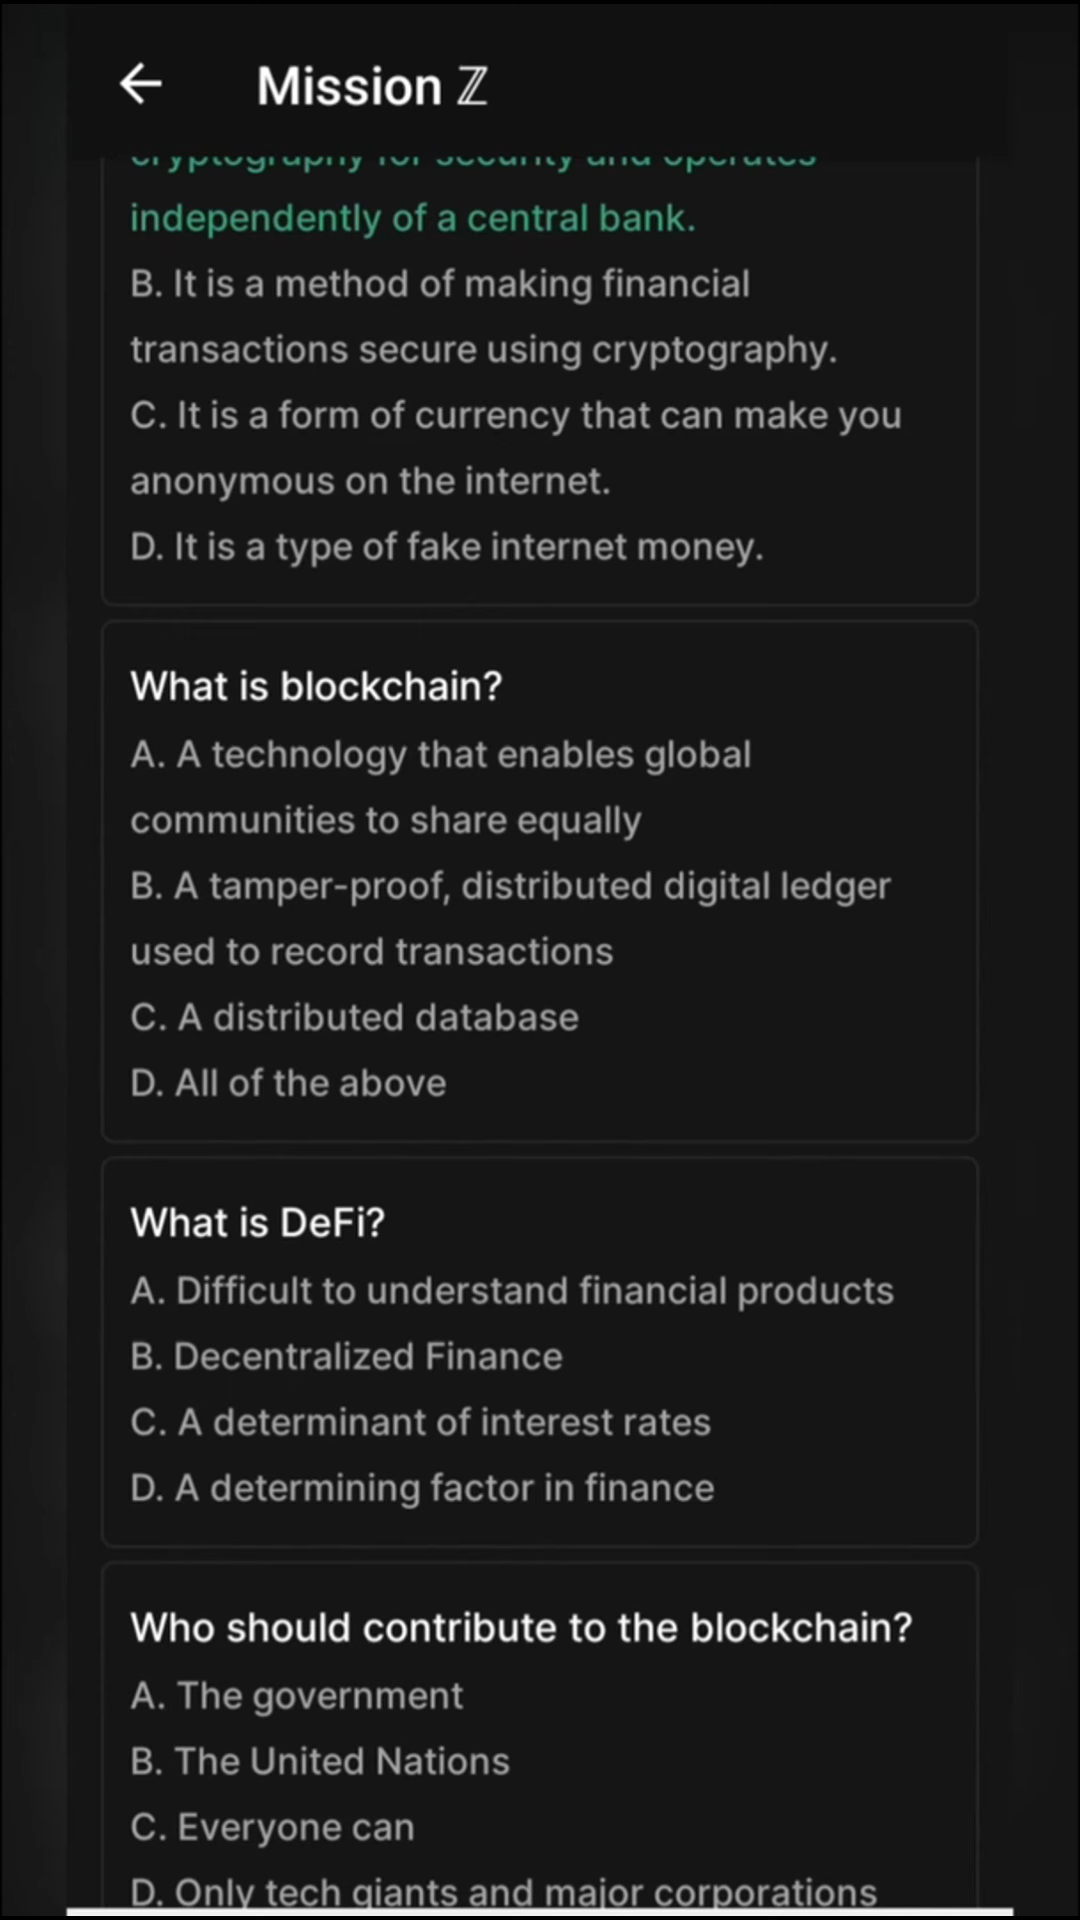 Mission ℤ
cryptography for security and operates
independently of a central bank.
B. It is a method of making financial
transactions secure using cryptography.
C. It is a form of currency that can make you
anonymous on the internet.
D. It is a type of fake internet money.
What is blockchain?
A. A technology that enables global
communities to share equally
B. A tamper-proof, distributed digital ledger
used to record transactions
C. A distributed database
D. All of the above
What is DeFi?
A. Difficult to understand financial products
B. Decentralized Finance
C. A determinant of interest rates
D. A determining factor in finance
Who should contribute to the blockchain?
A. The government
B. The United Nations
C. Everyone can
D. Only tech giants and major corporations